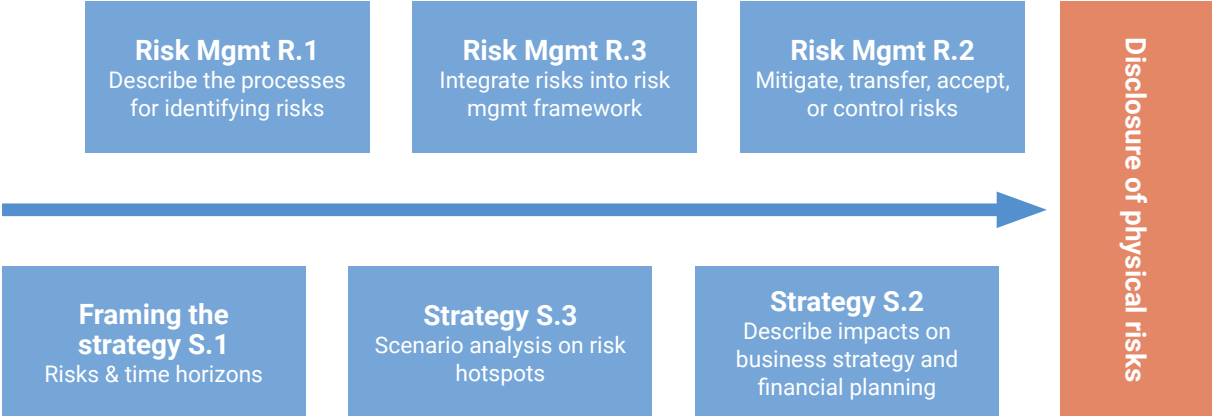 Risk Mgmt R.1
Describe the processes
for identifying risks
Risk Mgmt R.3
Integrate risks into risk
mgmt framework
Risk Mgmt R.2
Mitigate, transfer, accept,
or control risks
Framing the
strategy S.1
Risks & time horizons
Strategy S.3
Scenario analysis on risk
hotspots
Strategy S.2
Describe impacts on
business strategy and
financial planning
Disclosure of physical risks